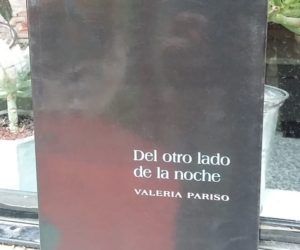 Del otro lado
de la noche
VALERIA PARISO